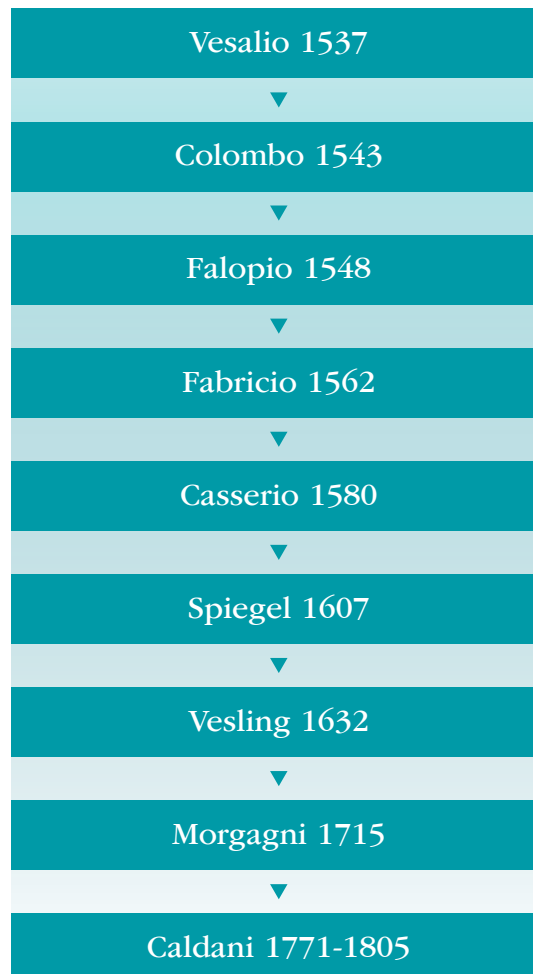 Vesalio 1537
Colombo 1543
Falopio 1548
Fabricio 1562
Casserio 1580
Spiegel 1607
Vesling 1632
Morgagni 1715
Caldani 1771-1805